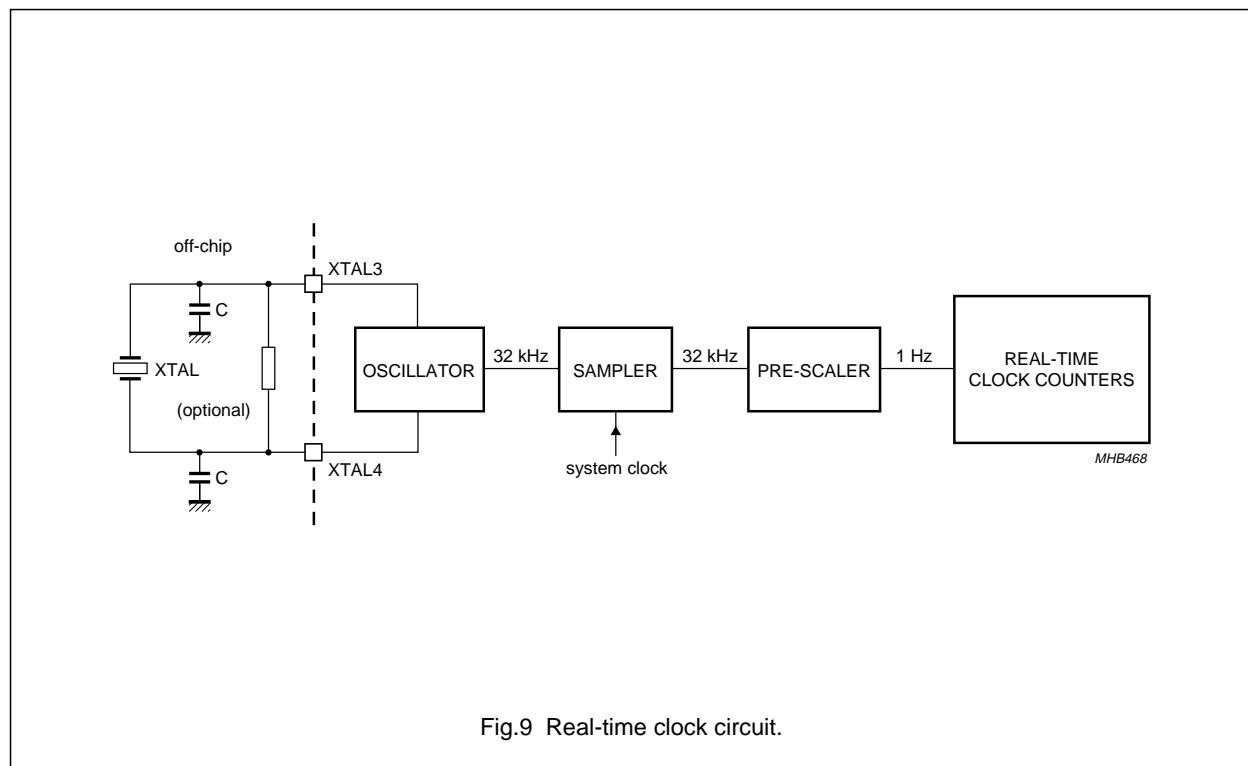 off-chip
XTAL3
C
XTAL
(optional)
C
XTAL4
OSCILLATOR
32 kHz
SAMPLER
system clock
32 kHz
PRE-SCALER
1 Hz
REAL-TIME
CLOCK COUNTERS
MHB468
Fig.9 Real-time clock circuit.